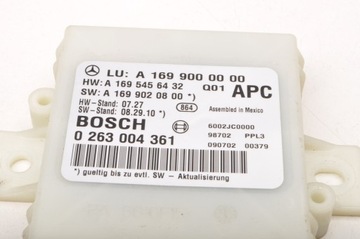 LU: A 169 900 00 00
HW: A 169 545 64 32 Q01 APC
SW: A 169 902 08 00 *)
HW-Stand: 07.27 864 Assembled in Mexico
SW-Stand: 08.29.10 *)
BOSCH 6002JC0000
0 263 004 361 98702 PPL3
090702 00379
*) gueltig bis zu evtl. SW - Aktualisierung